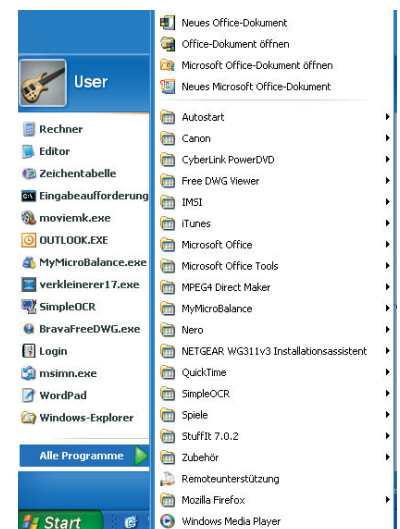 User
Rechner
Editor
Zeichentabelle
Eingabeaufforderung
moviemk.exe
OUTLOOK.EXE
MyMicroBalance.exe
verkleinerer17.exe
SimpleOCR
BravaFreeDWG.exe
Login
msimn.exe
WordPad
Windows-Explorer
Alle Programme
Start
Neues Office-Dokument
Office-Dokument öffnen
Microsoft Office-Dokument öffnen
Neues Microsoft Office-Dokument
Autostart
Canon
CyberLink PowerDVD
Free DWG Viewer
IMSI
iTunes
Microsoft Office
Microsoft Office Tools
MPEG4 Direct Maker
MyMicroBalance
Nero
NETGEAR WG311v3 Installationsassistent
QuickTime
SimpleOCR
Spiele
StuffIt 7.0.2
Zubehör
Remoteunterstützung
Mozilla Firefox
Windows Media Player